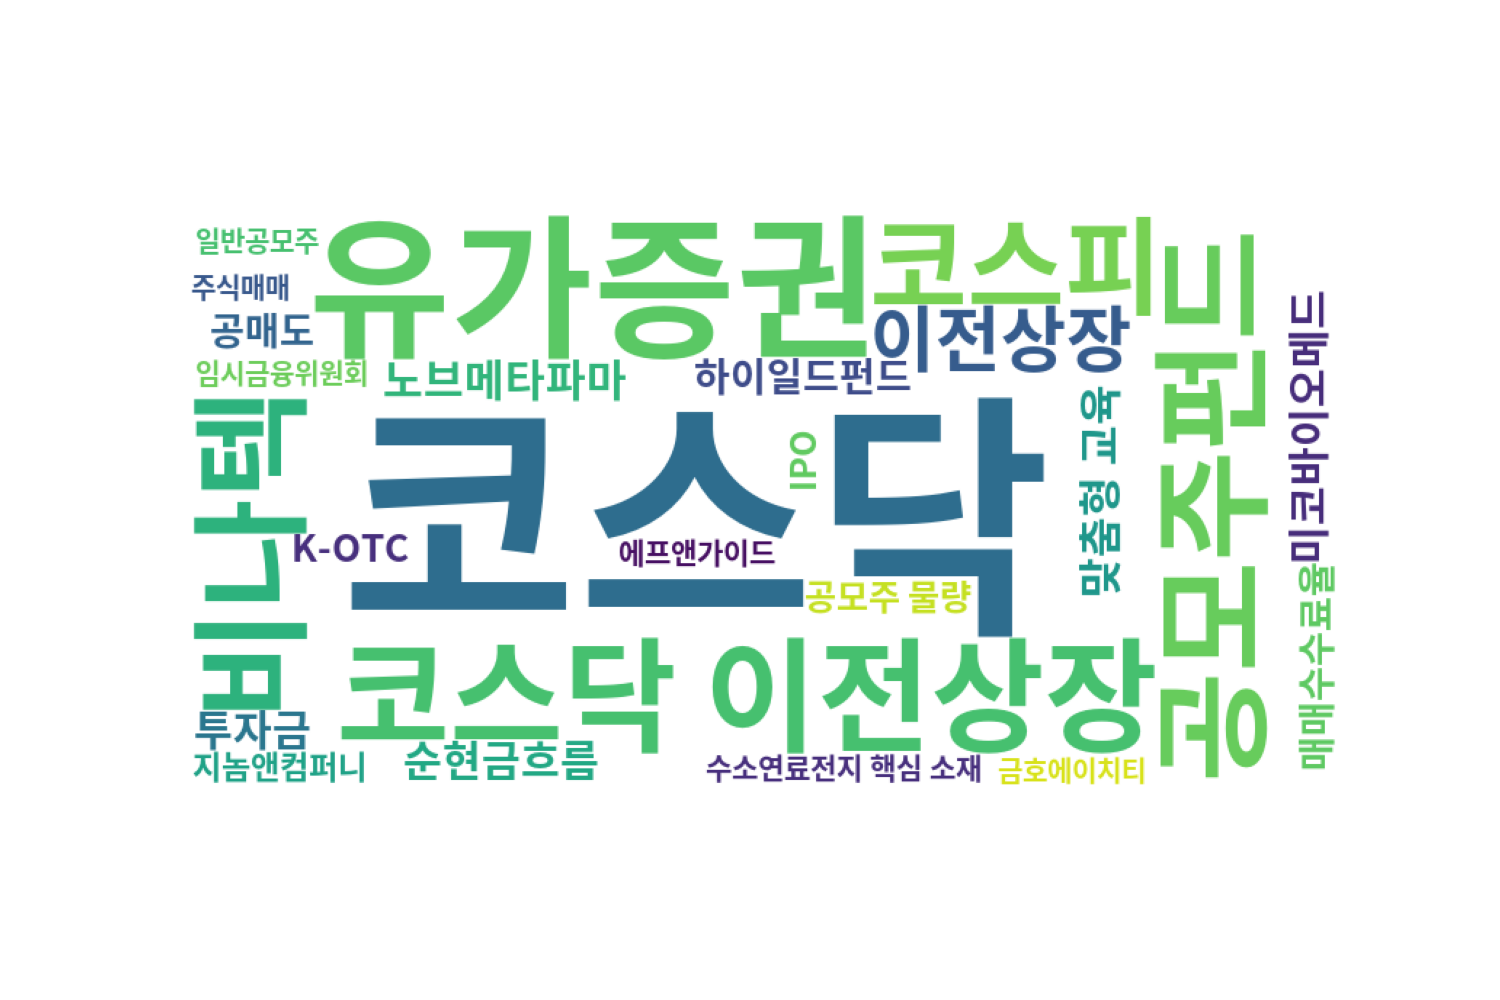 일반공모주
유가증권
코스피
주식매매
공매도
이전상장
임시금융위원회
노브메타파마
하이일드펀드
비나텍
코스닥
IPO
맞춤형 교육
공모주펀드
미코바이오메드
K-OTC
에프앤가이드
공모주 물량
매매수수료율
코스닥 이전상장
투자금
지놈앤컴퍼니
순현금흐름
수소연료전지 핵심 소재
금호에이치티